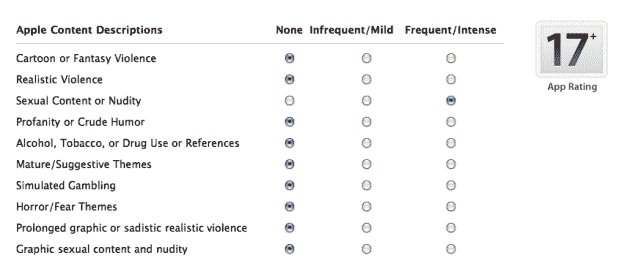 Apple Content Descriptions None Infrequent/Mild Frequent/Intense
Cartoon or Fantasy Violence
Realistic Violence
Sexual Content or Nudity
Profanity or Crude Humor
Alcohol, Tobacco, or Drug Use or References
Mature/Suggestive Themes
Simulated Gambling
Horror/Fear Themes
Prolonged graphic or sadistic realistic violence
Graphic sexual content and nudity
17+
App Rating